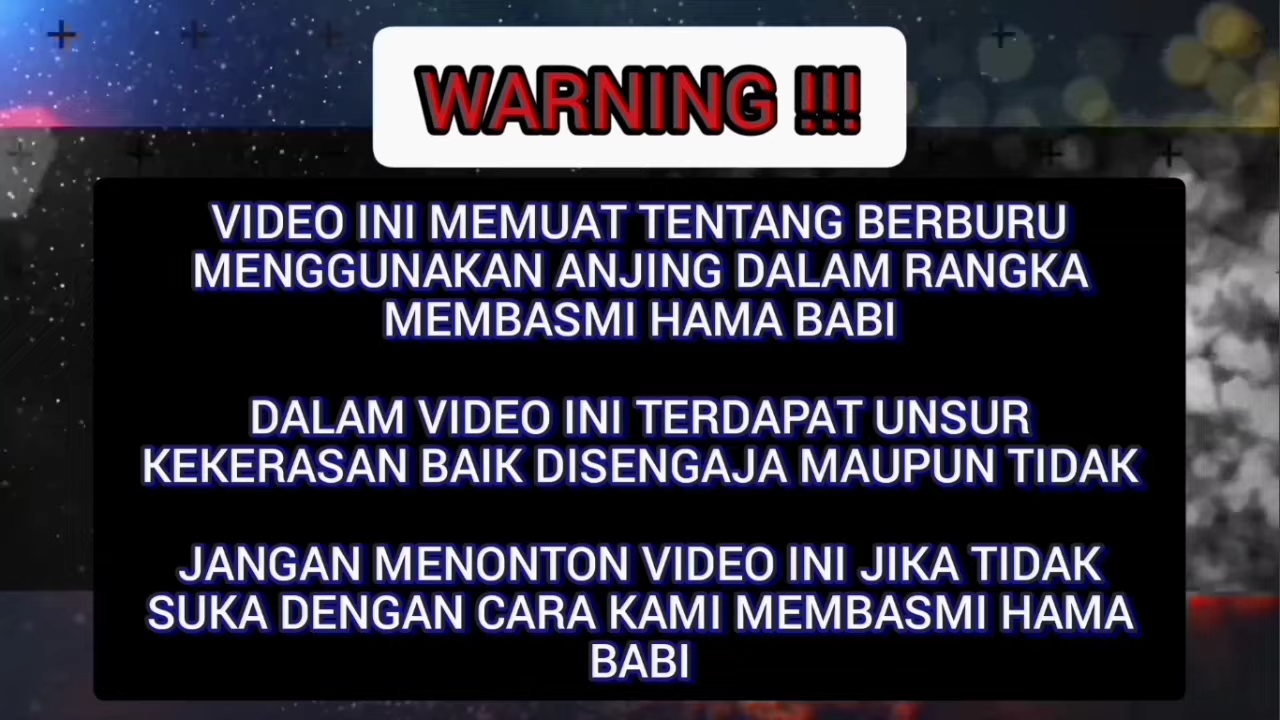 WARNING !!!
VIDEO INI MEMUAT TENTANG BERBURU
MENGGUNAKAN ANJING DALAM RANGKA
MEMBASMI HAMA BABI
DALAM VIDEO INI TERDAPAT UNSUR
KEKERASAN BAIK DISENGAJA MAUPUN TIDAK
JANGAN MENONTON VIDEO INI JIKA TIDAK
SUKA DENGAN CARA KAMI MEMBASMI HAMA
BABI